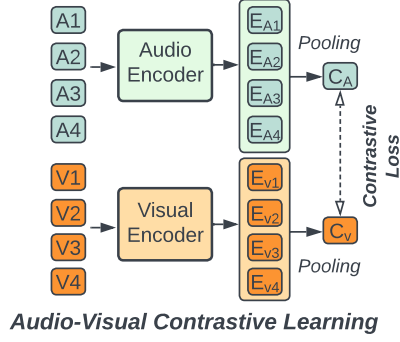 A1
A2
A3
A4
Audio
Encoder
EA1
EA2
EA3
EA4
Pooling
CA
Contrastive
Loss
V1
V2
V3
V4
Visual
Encoder
Ev1
Ev2
Ev3
Ev4
Cv
Pooling
Audio-Visual Contrastive Learning